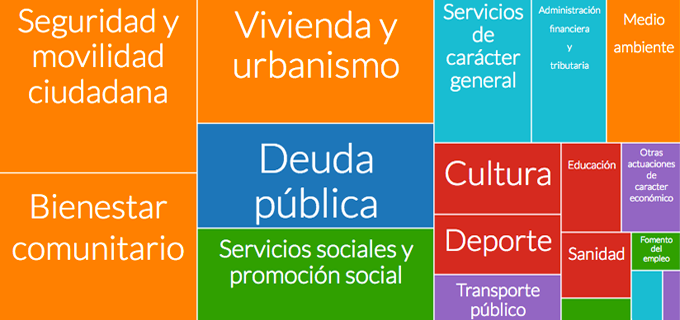 Seguridad y
movilidad
ciudadana
Bienestar
comunitario
Vivienda y
urbanismo
Deuda
pública
Servicios sociales y
promoción social
Servicios
de
carácter
general
Administración
financiera
y
tributaria
Medio
ambiente
Cultura
Deporte
Transporte
público
Educación
Otras
actuaciones
de
caracter
económico
Sanidad
Fomento
del
empleo